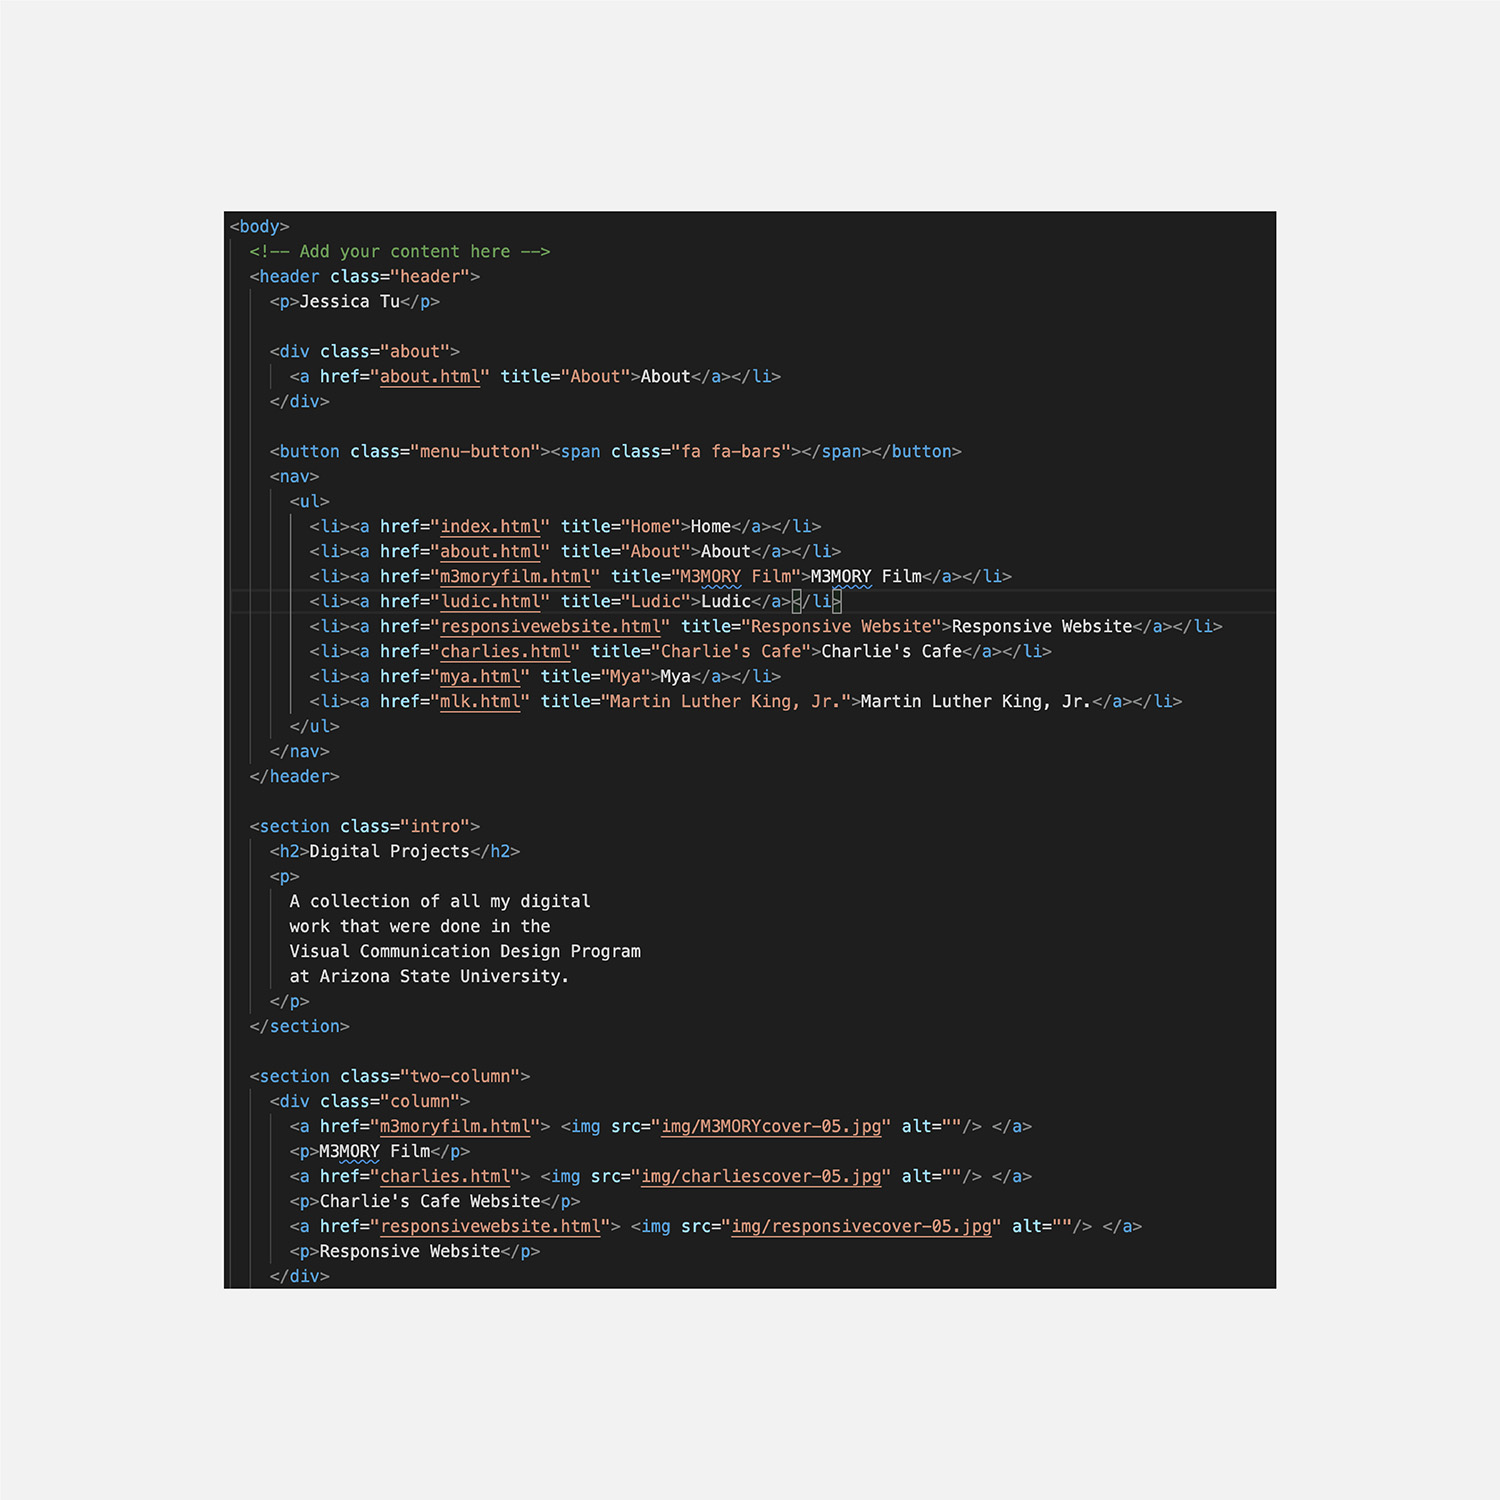 <body>
<!-- Add your content here -->
<header class="header">
<p>Jessica Tu</p>
<div class="about">
<a href="about.html" title="About">About</a></li>
</div>
<button class="menu-button"><span class="fa fa-bars"></span></button>
<nav>
<ul>
<li><a href="index.html" title="Home">Home</a></li>
<li><a href="about.html" title="About">About</a></li>
<li><a href="m3moryfilm.html" title="M3MORY Film">M3MORY Film</a></li>
<li><a href="ludic.html" title="Ludic">Ludic</a></li>
<li><a href="responsivewebsite.html" title="Responsive Website">Responsive Website</a></li>
<li><a href="charlies.html" title="Charlie's Cafe">Charlie's Cafe</a></li>
<li><a href="mya.html" title="Mya">Mya</a></li>
<li><a href="mlk.html" title="Martin Luther King, Jr.">Martin Luther King, Jr.</a></li>
</ul>
</nav>
</header>
<section class="intro">
<h2>Digital Projects</h2>
<p>
A collection of all my digital
work that were done in the
Visual Communication Design Program
at Arizona State University.
</p>
</section>
<section class="two-column">
<div class="column">
<a href="m3moryfilm.html"> <img src="img/M3MORYcover-05.jpg" alt=""/> </a>
<p>M3MORY Film</p>
<a href="charlies.html"> <img src="img/charliescover-05.jpg" alt=""/> </a>
<p>Charlie's Cafe Website</p>
<a href="responsivewebsite.html"> <img src="img/responsivecover-05.jpg" alt=""/> </a>
<p>Responsive Website</p>
</div>